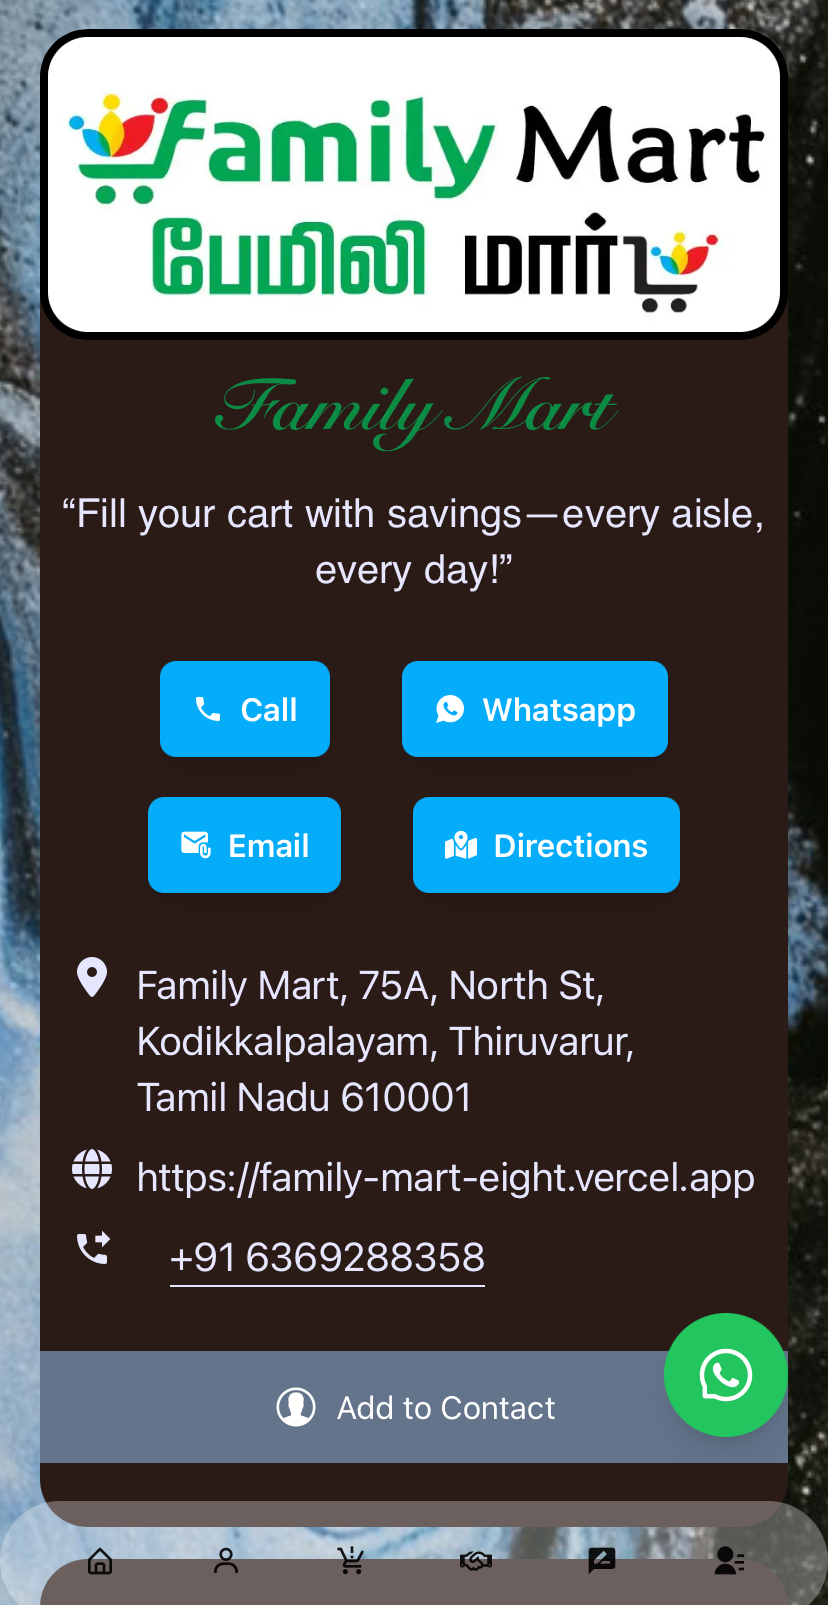 Family Mart
பேமிலி மார்ட்
Family Mart
“Fill your cart with savings—every aisle,
every day!”
Call
Whatsapp
Email
Directions
Family Mart, 75A, North St,
Kodikkalpalayam, Thiruvarur,
Tamil Nadu 610001
https://family-mart-eight.vercel.app
+91 6369288358
Add to Contact